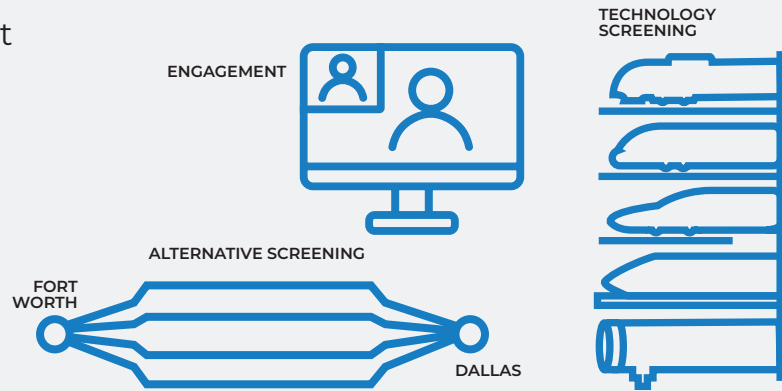 t
TECHNOLOGY
SCREENING
ENGAGEMENT
ALTERNATIVE SCREENING
FORT
WORTH
DALLAS